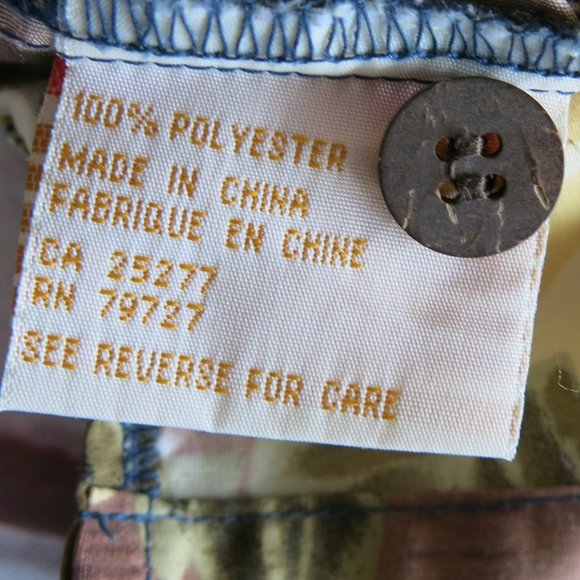 100% POLYESTER
MADE IN CHINA
FABRIQUE EN CHINE
CA 25277
RN 79727
SEE REVERSE FOR CARE